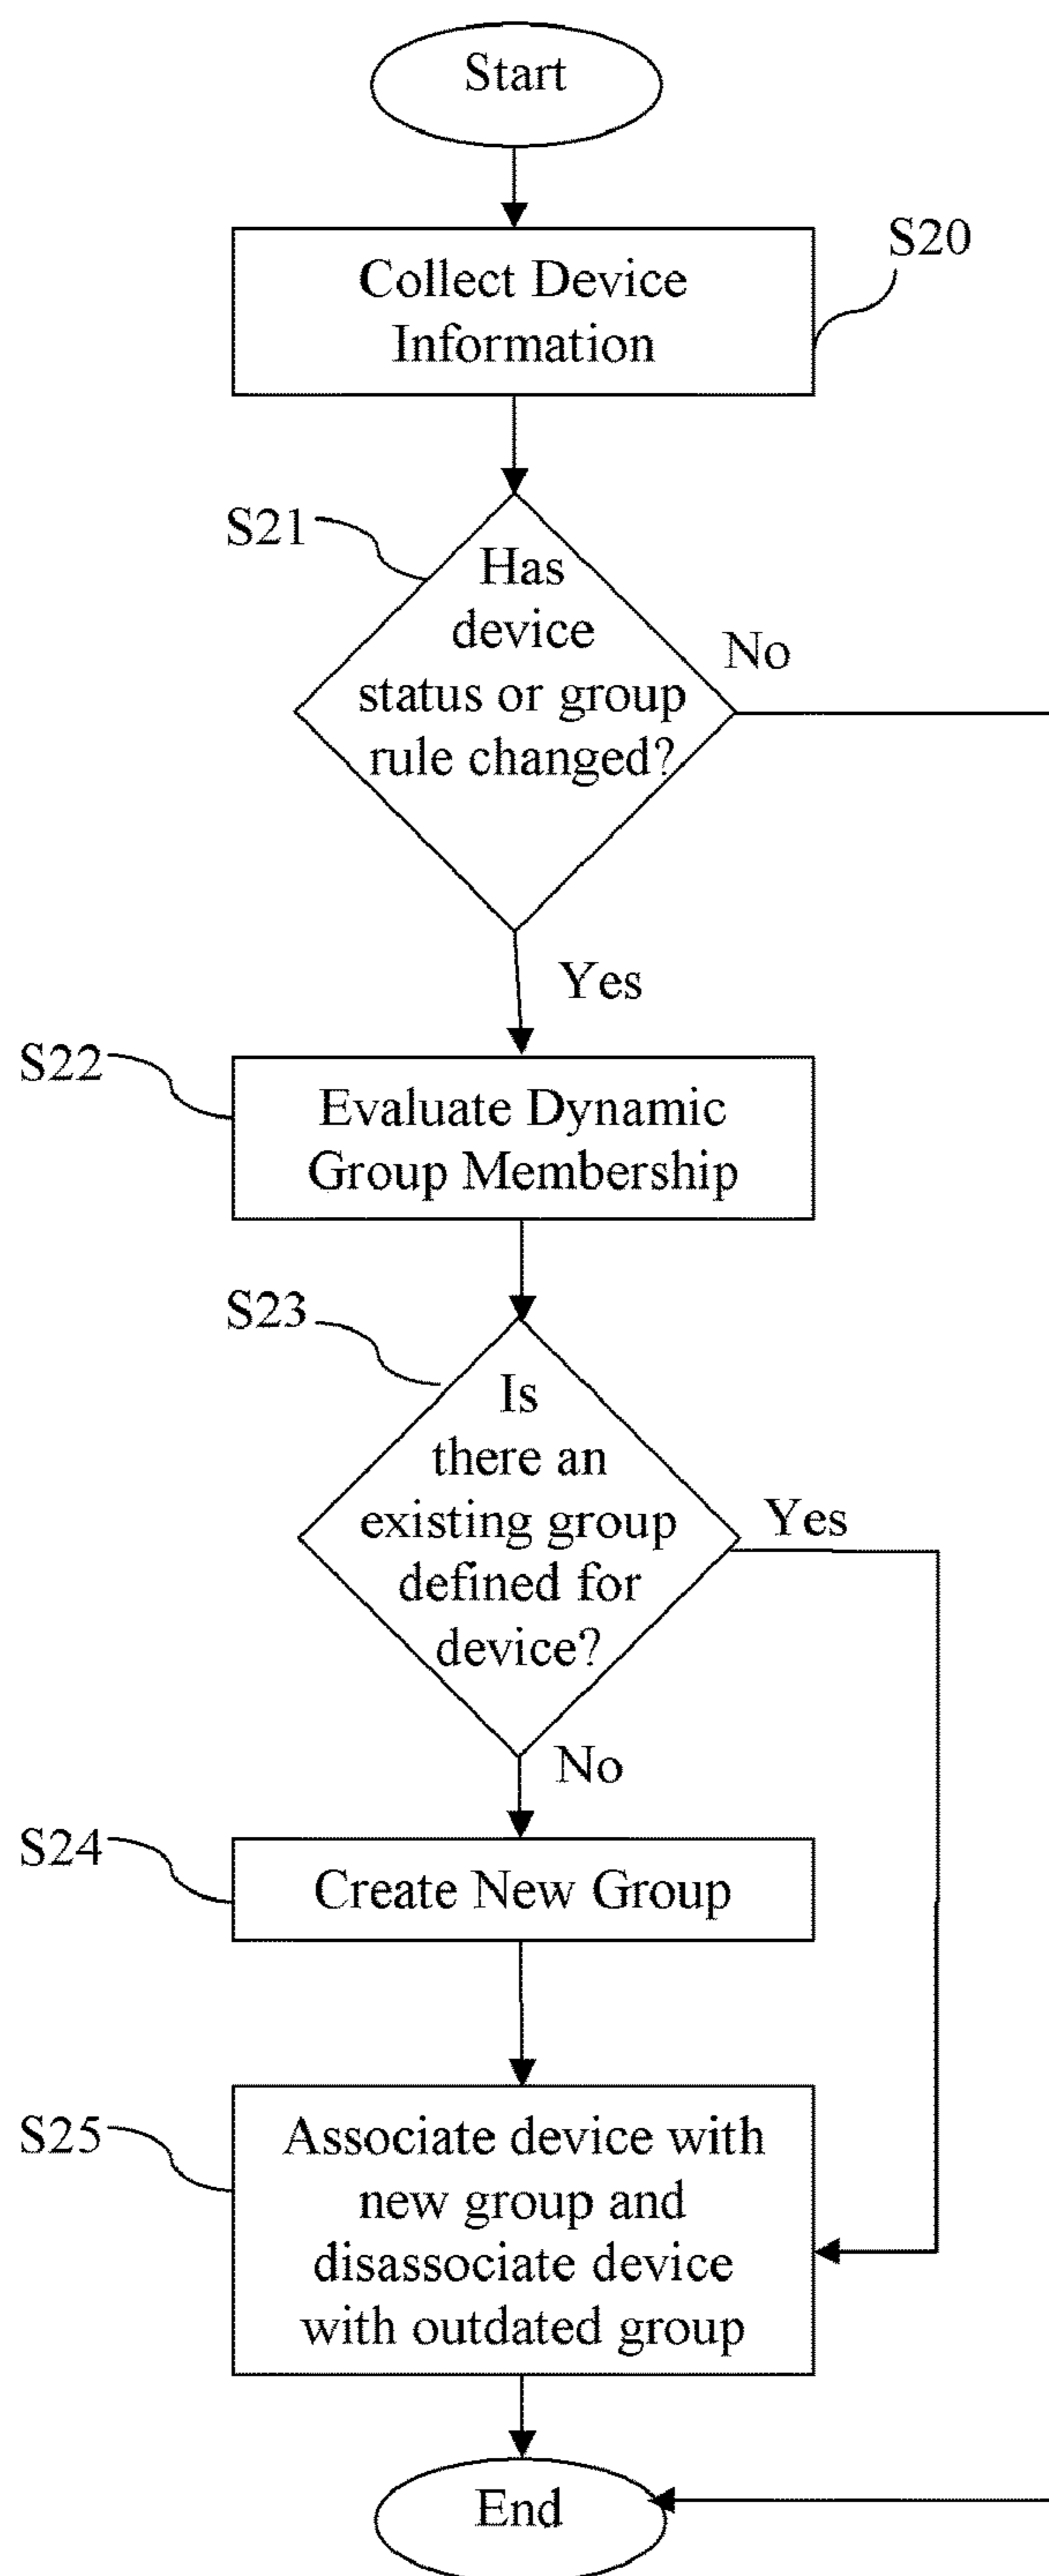 Start
Collect Device
Information
S20
S21
Has
device
status or group
rule changed?
No
Yes
S22
Evaluate Dynamic
Group Membership
S23
Is
there an
existing group
defined for
device?
Yes
No
S24
Create New Group
S25
Associate device with
new group and
disassociate device
with outdated group
End